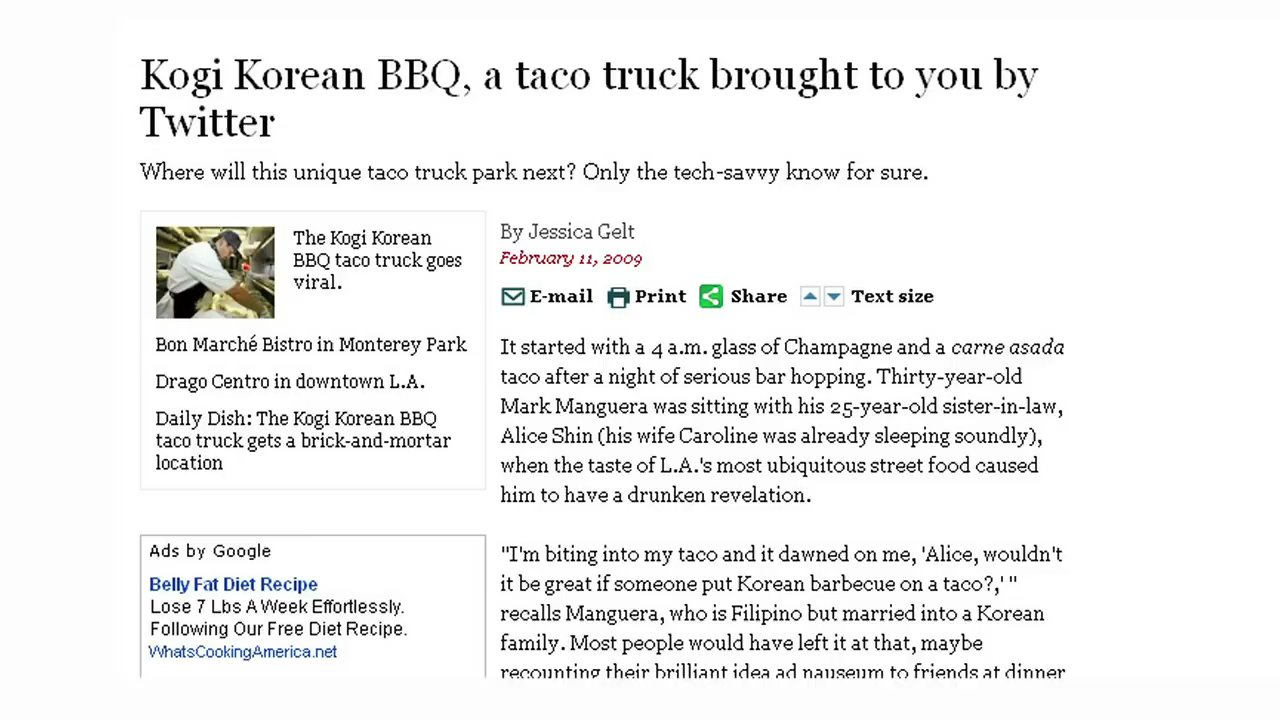 Kogi Korean BBQ, a taco truck brought to you by
Twitter
Where will this unique taco truck park next? Only the tech-savvy know for sure.
The Kogi Korean
BBQ taco truck goes
viral.
Bon Marché Bistro in Monterey Park
Drago Centro in downtown L.A.
Daily Dish: The Kogi Korean BBQ
taco truck gets a brick-and-mortar
location
Ads by Google
Belly Fat Diet Recipe
Lose 7 Lbs A Week Effortlessly.
Following Our Free Diet Recipe.
WhatsCookingAmerica.net
By Jessica Gelt
February 11, 2009
E-mail Print Share Text size
It started with a 4 a.m. glass of Champagne and a carne asada
taco after a night of serious bar hopping. Thirty-year-old
Mark Manguera was sitting with his 25-year-old sister-in-law,
Alice Shin (his wife Caroline was already sleeping soundly),
when the taste of L.A.'s most ubiquitous street food caused
him to have a drunken revelation.
"I'm biting into my taco and it dawned on me, 'Alice, wouldn't
it be great if someone put Korean barbecue on a taco?,' "
recalls Manguera, who is Filipino but married into a Korean
family. Most people would have left it at that, maybe
recounting their brilliant idea ad nauseum to friends at dinner